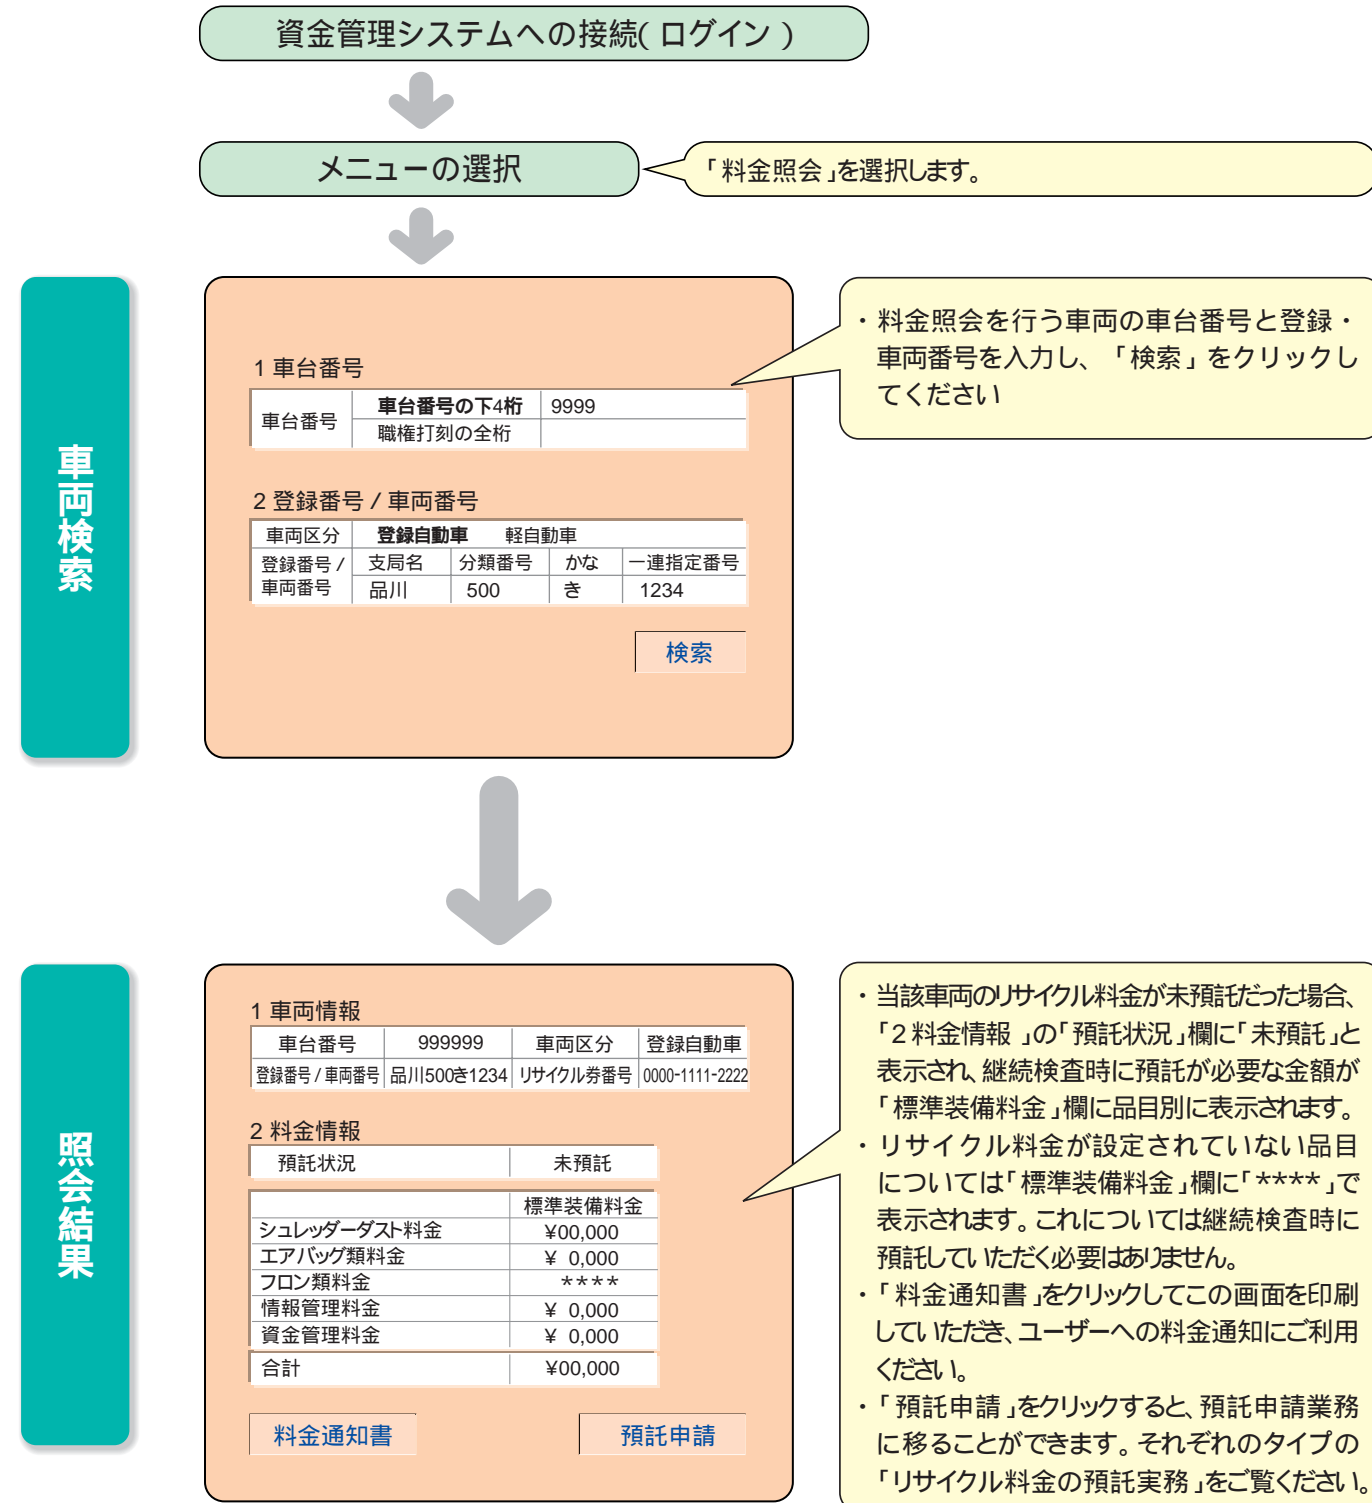 資金管理システムへの接続(ログイン)
メニューの選択
「料金照会」を選択します。
車両検索
1 車台番号
車台番号 車台番号の下4桁 9999
職権打刻の全桁
2 登録番号 / 車両番号
車両区分 登録自動車 軽自動車
登録番号 / 支局名 分類番号 かな 一連指定番号
車両番号 品川 500 き 1234
検索
・料金照会を行う車両の車台番号と登録・
車両番号を入力し、「検索」をクリックし
てください
照会結果
1 車両情報
車台番号 999999 車両区分 登録自動車
登録番号 / 車両番号 品川500き1234 リサイクル券番号 0000-1111-2222
2 料金情報
預託状況 未預託
標準装備料金
シュレッダーダスト料金 ¥00,000
エアバッグ類料金 ¥ 0,000
フロン類料金 ****
情報管理料金 ¥ 0,000
資金管理料金 ¥ 0,000
合計 ¥00,000
料金通知書 預託申請
・当該車両のリサイクル料金が未預託だった場合、
「2 料金情報」の「預託状況」欄に「未預託」と
表示され、継続検査時に預託が必要な金額が
「標準装備料金」欄に品目別に表示されます。
・リサイクル料金が設定されていない品目
については「標準装備料金」欄に「****」で
表示されます。これについては継続検査時に
預託していただく必要はありません。
・「料金通知書」をクリックしてこの画面を印刷
していただき、ユーザーへの料金通知にご利用
ください。
・「預託申請」をクリックすると、預託申請業務
に移ることができます。それぞれのタイプの
「リサイクル料金の預託実務」をご覧ください。